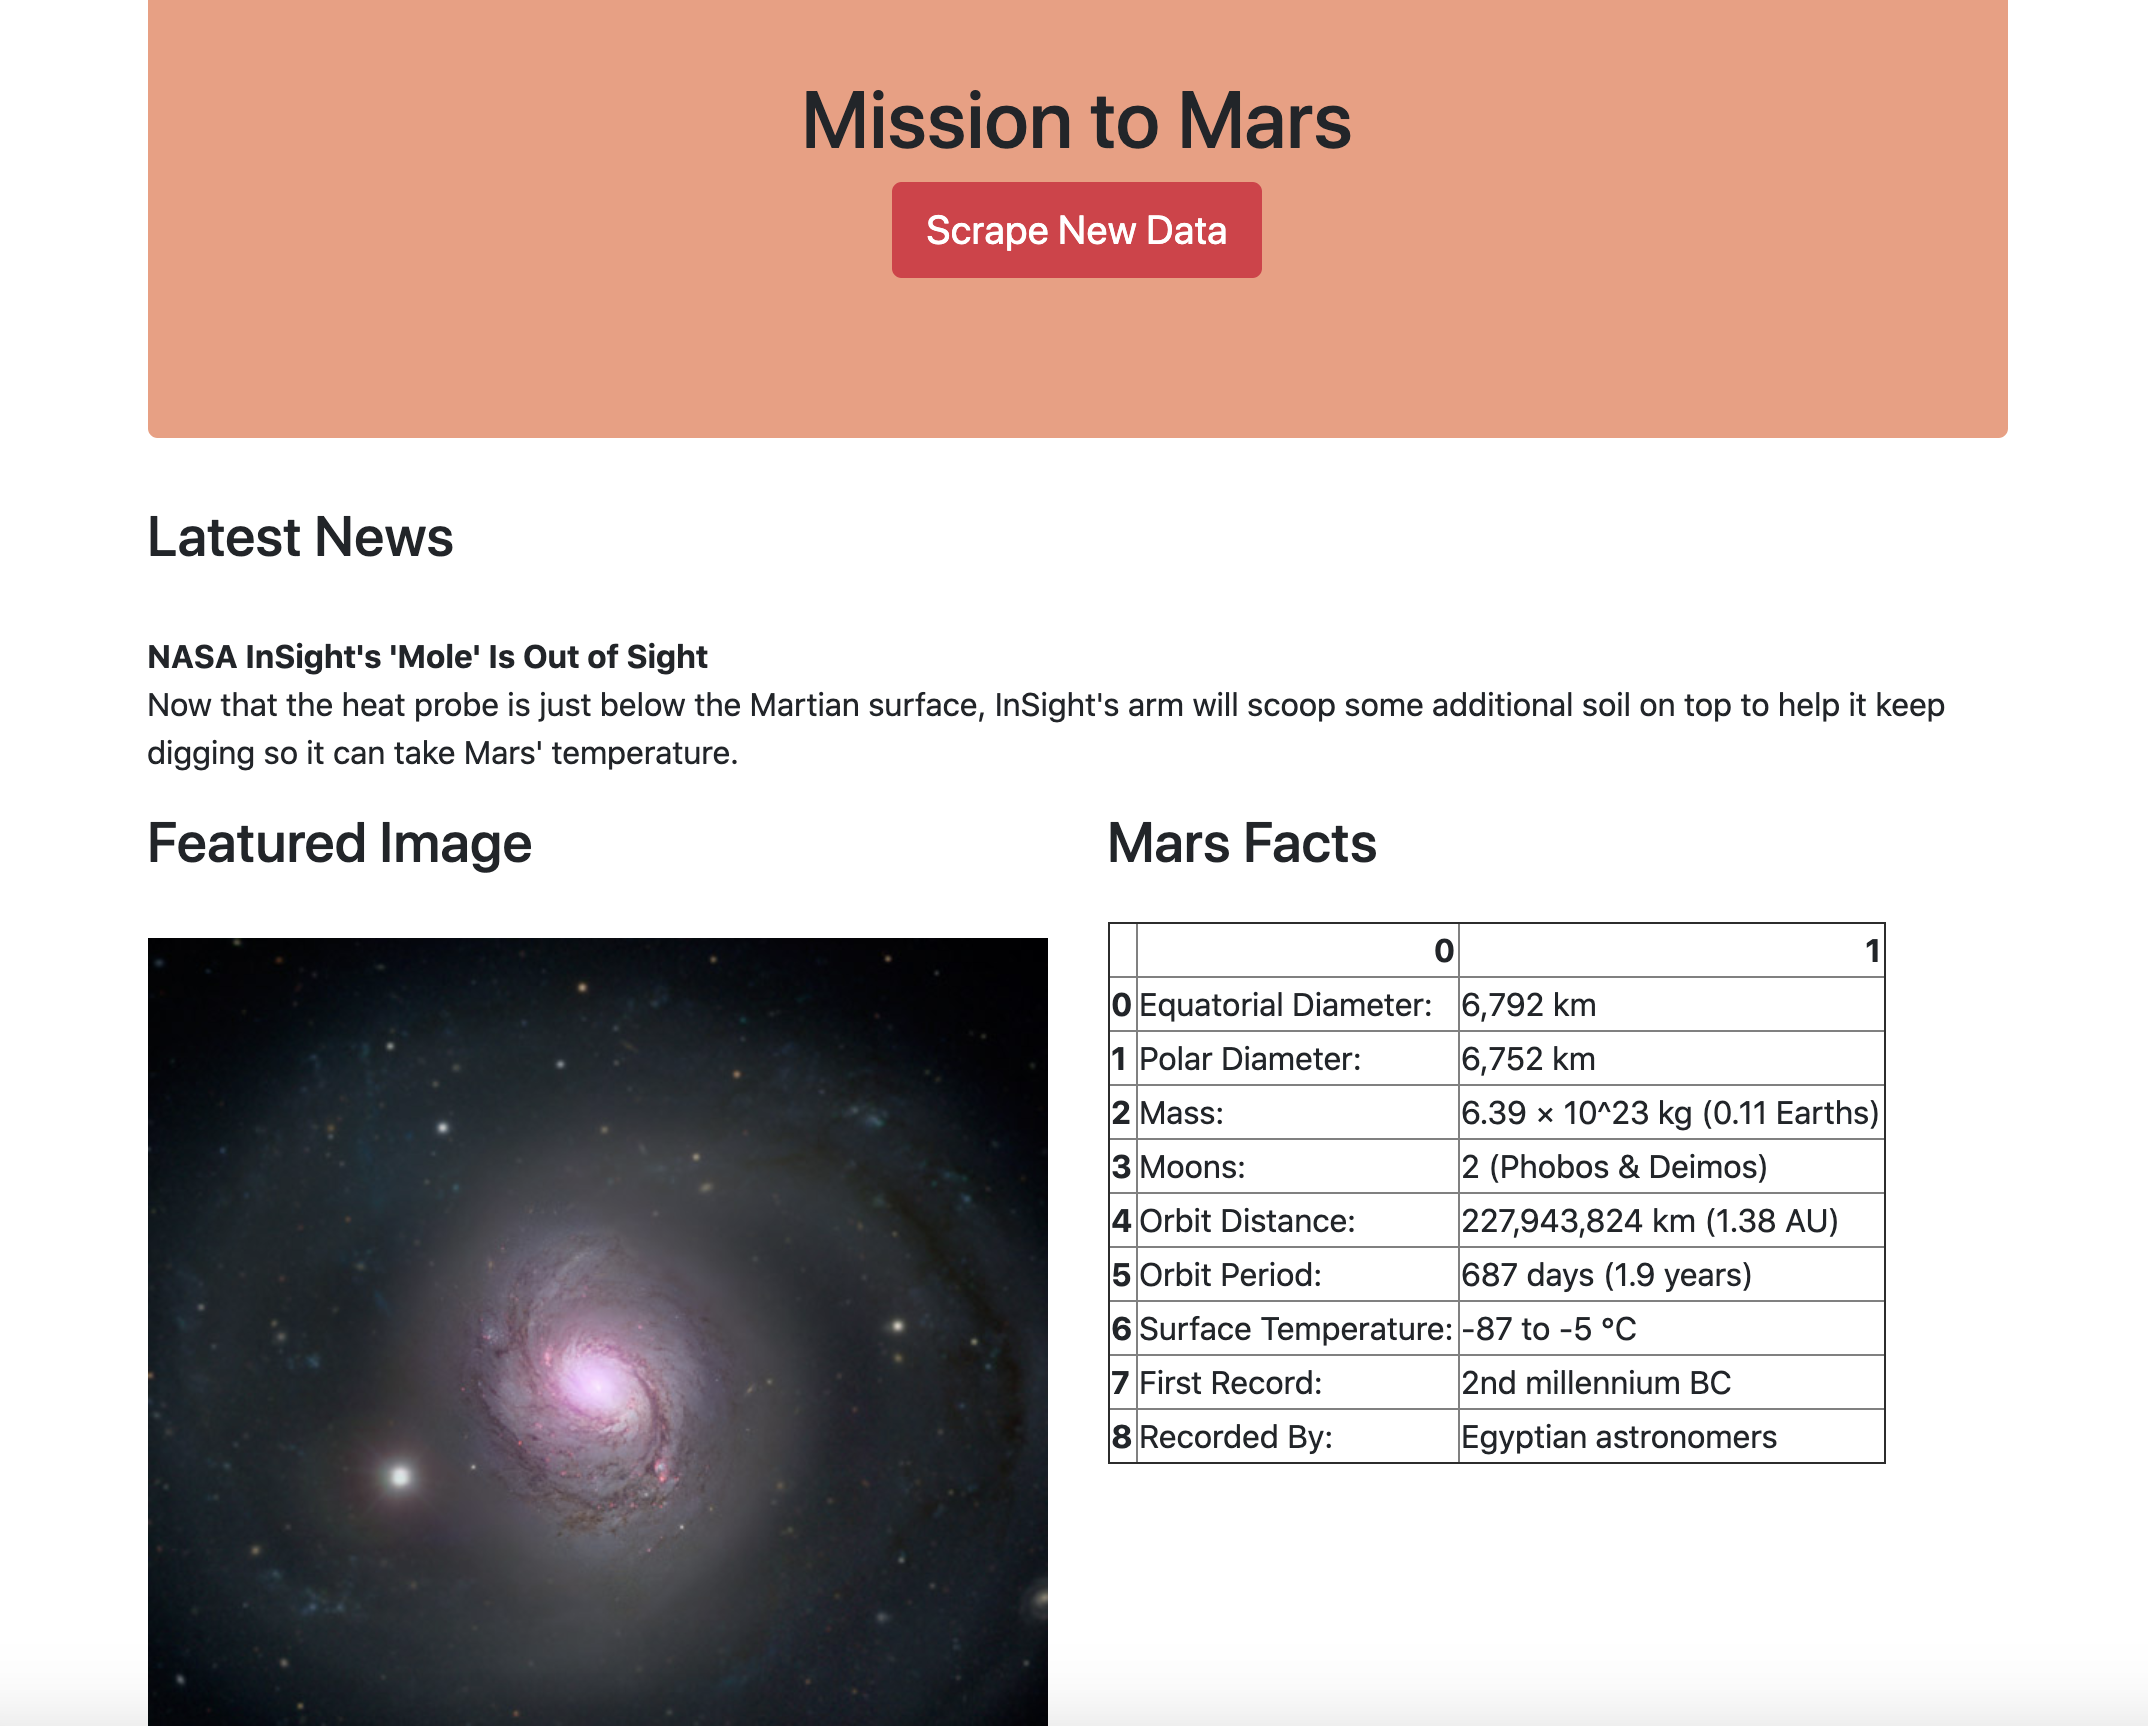 Mission to Mars
Scrape New Data
Latest News
NASA InSight's 'Mole' Is Out of Sight
Now that the heat probe is just below the Martian surface, InSight's arm will scoop some additional soil on top to help it keep
digging so it can take Mars' temperature.
Featured Image
Mars Facts
0 1
0 Equatorial Diameter: 6,792 km
1 Polar Diameter: 6,752 km
2 Mass: 6.39 × 10^23 kg (0.11 Earths)
3 Moons: 2 (Phobos & Deimos)
4 Orbit Distance: 227,943,824 km (1.38 AU)
5 Orbit Period: 687 days (1.9 years)
6 Surface Temperature: -87 to -5 °C
7 First Record: 2nd millennium BC
8 Recorded By: Egyptian astronomers